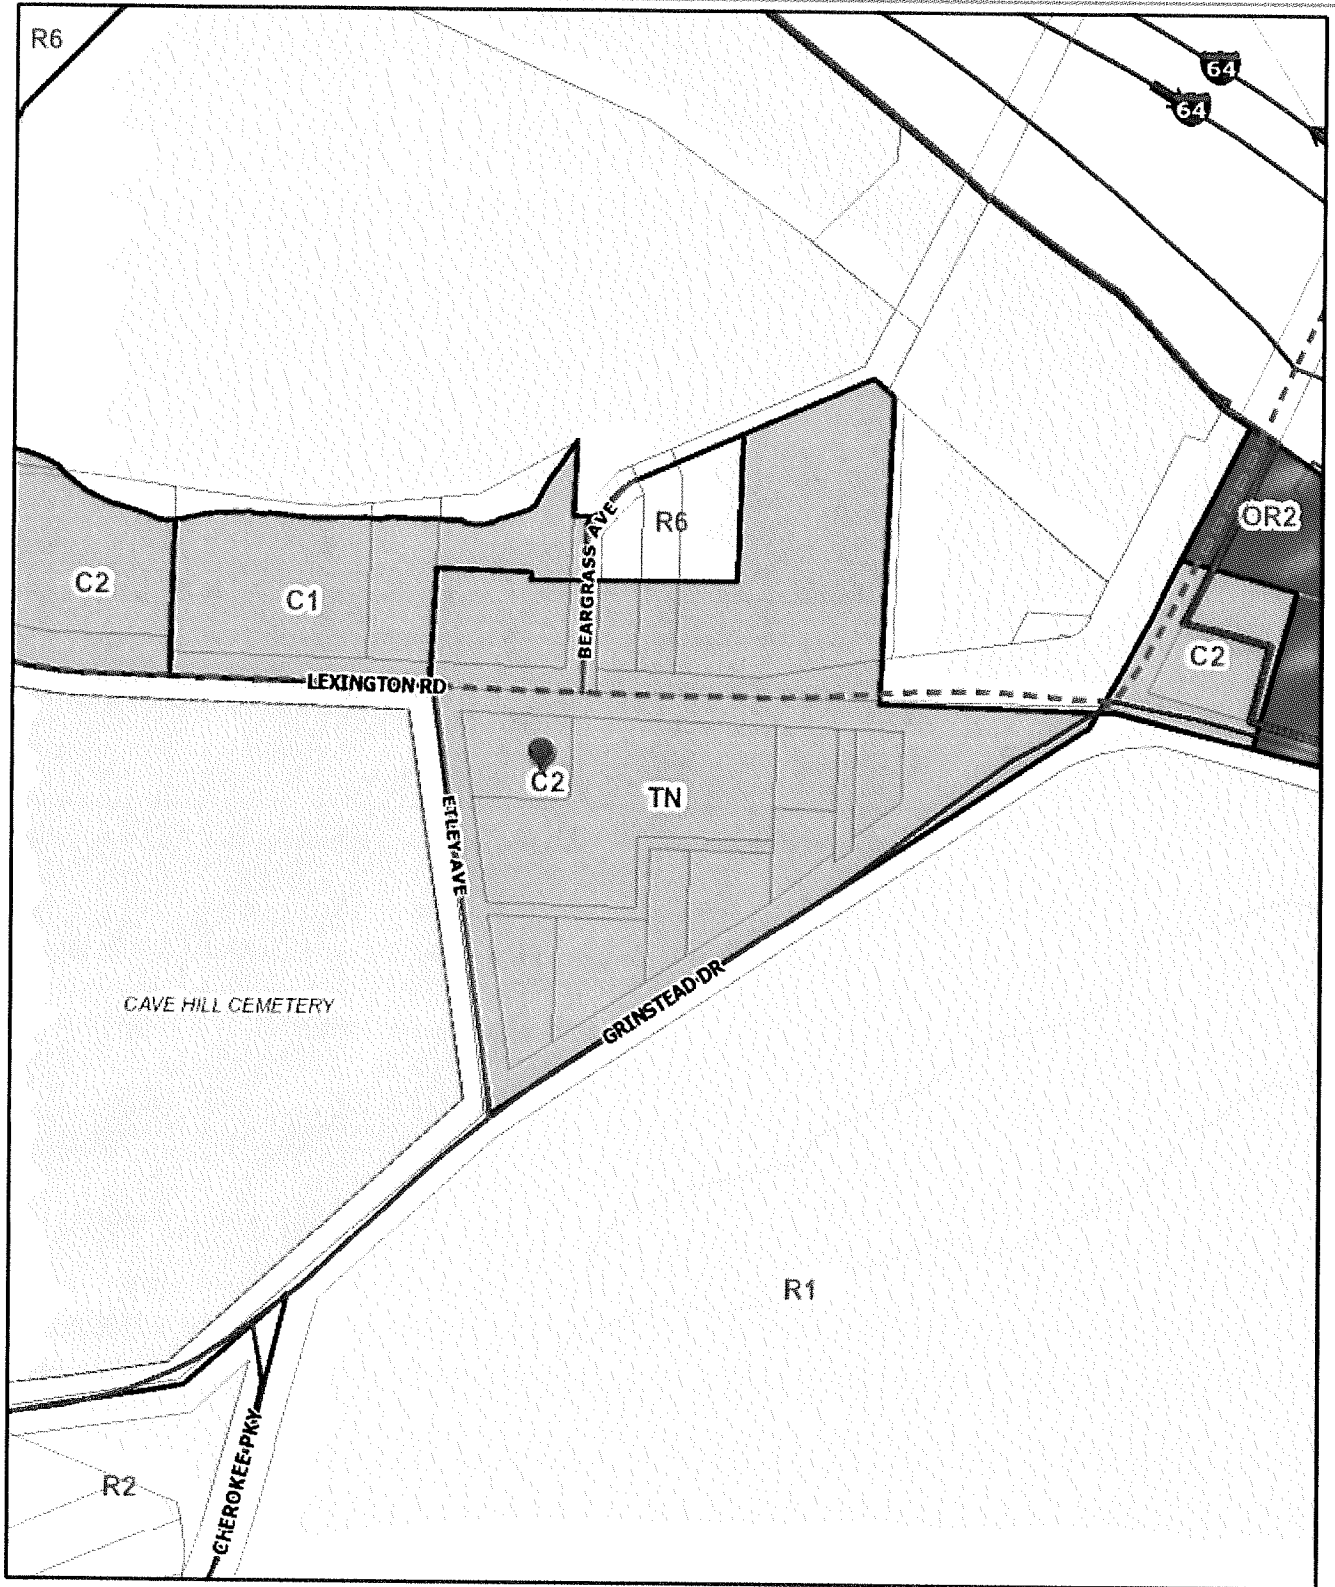 R6
64
64
R6
BEARGRASS AVE
OR2
C2
C1
C2
LEXINGTON RD
C2
TN
ETLEY AVE
CAVE HILL CEMETERY
GRINSTEAD DR
R1
CHEROKEE PKY
R2